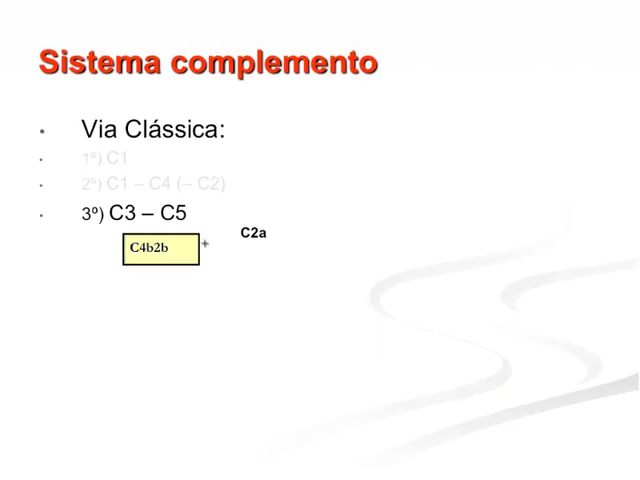 Sistema complemento
• Via Clássica:
• 1º) C1
• 2º) C1 – C4 (– C2)
• 3º) C3 – C5
C2a
C4b2b +